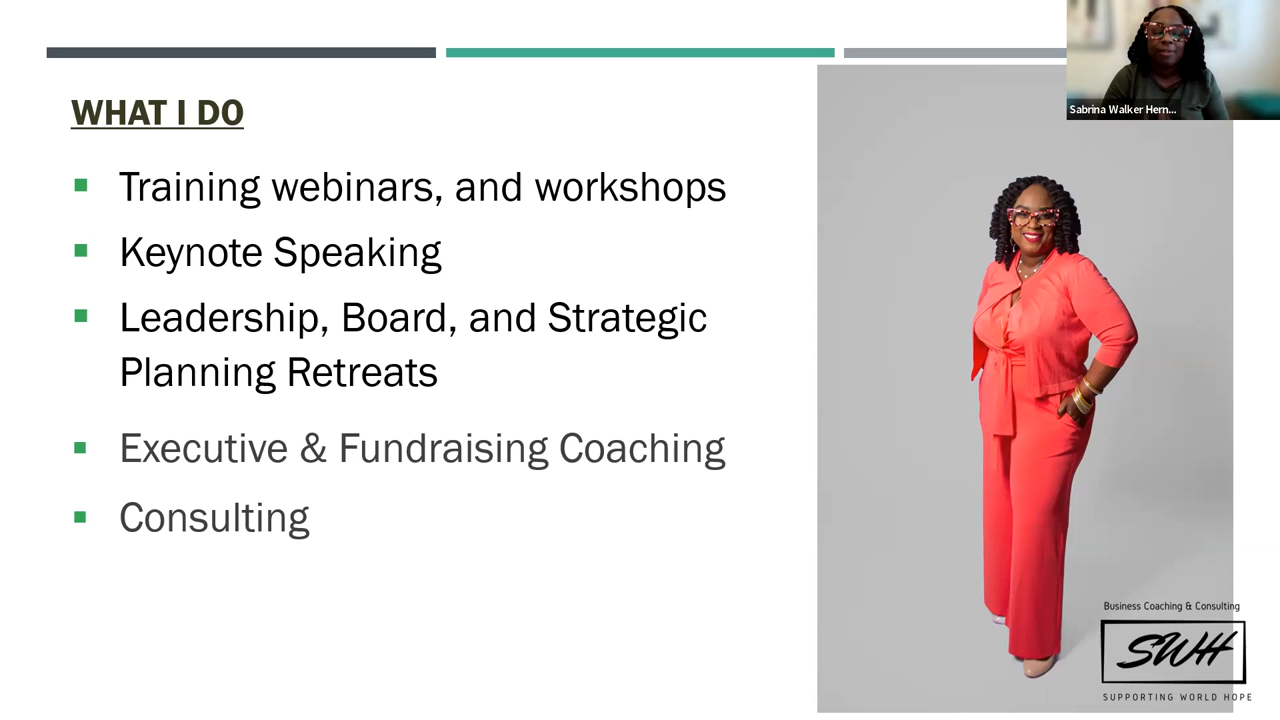 Sabrina Walker Hern...
WHAT I DO
Training webinars, and workshops
Keynote Speaking
Leadership, Board, and Strategic
Planning Retreats
Executive & Fundraising Coaching
Consulting
Business Coaching & Consulting
SWH
SUPPORTING WORLD HOPE